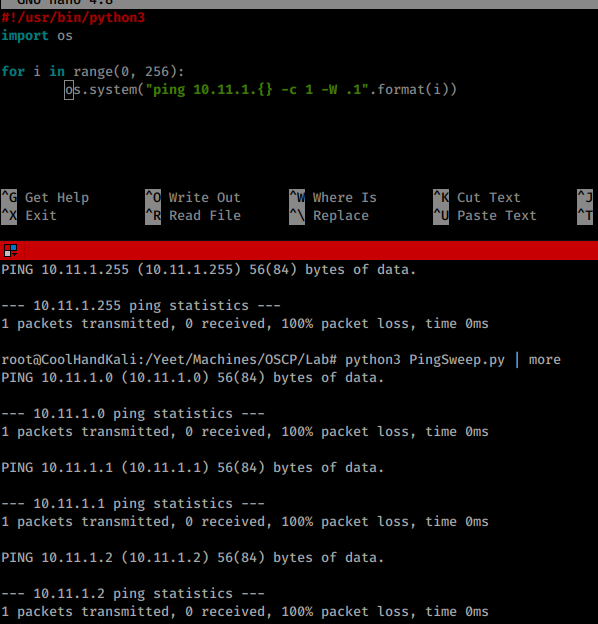 GNU nano 4.8
#!/usr/bin/python3
import os
for i in range(0, 256):
        os.system("ping 10.11.1.{} -c 1 -W .1".format(i))
^G Get Help ^O Write Out ^W Where Is ^K Cut Text ^J
^X Exit ^R Read File ^\ Replace ^U Paste Text ^T
PING 10.11.1.255 (10.11.1.255) 56(84) bytes of data.
--- 10.11.1.255 ping statistics ---
1 packets transmitted, 0 received, 100% packet loss, time 0ms
root@CoolHandKali:/Yeet/Machines/OSCP/Lab# python3 PingSweep.py | more
PING 10.11.1.0 (10.11.1.0) 56(84) bytes of data.
--- 10.11.1.0 ping statistics ---
1 packets transmitted, 0 received, 100% packet loss, time 0ms
PING 10.11.1.1 (10.11.1.1) 56(84) bytes of data.
--- 10.11.1.1 ping statistics ---
1 packets transmitted, 0 received, 100% packet loss, time 0ms
PING 10.11.1.2 (10.11.1.2) 56(84) bytes of data.
--- 10.11.1.2 ping statistics ---
1 packets transmitted, 0 received, 100% packet loss, time 0ms